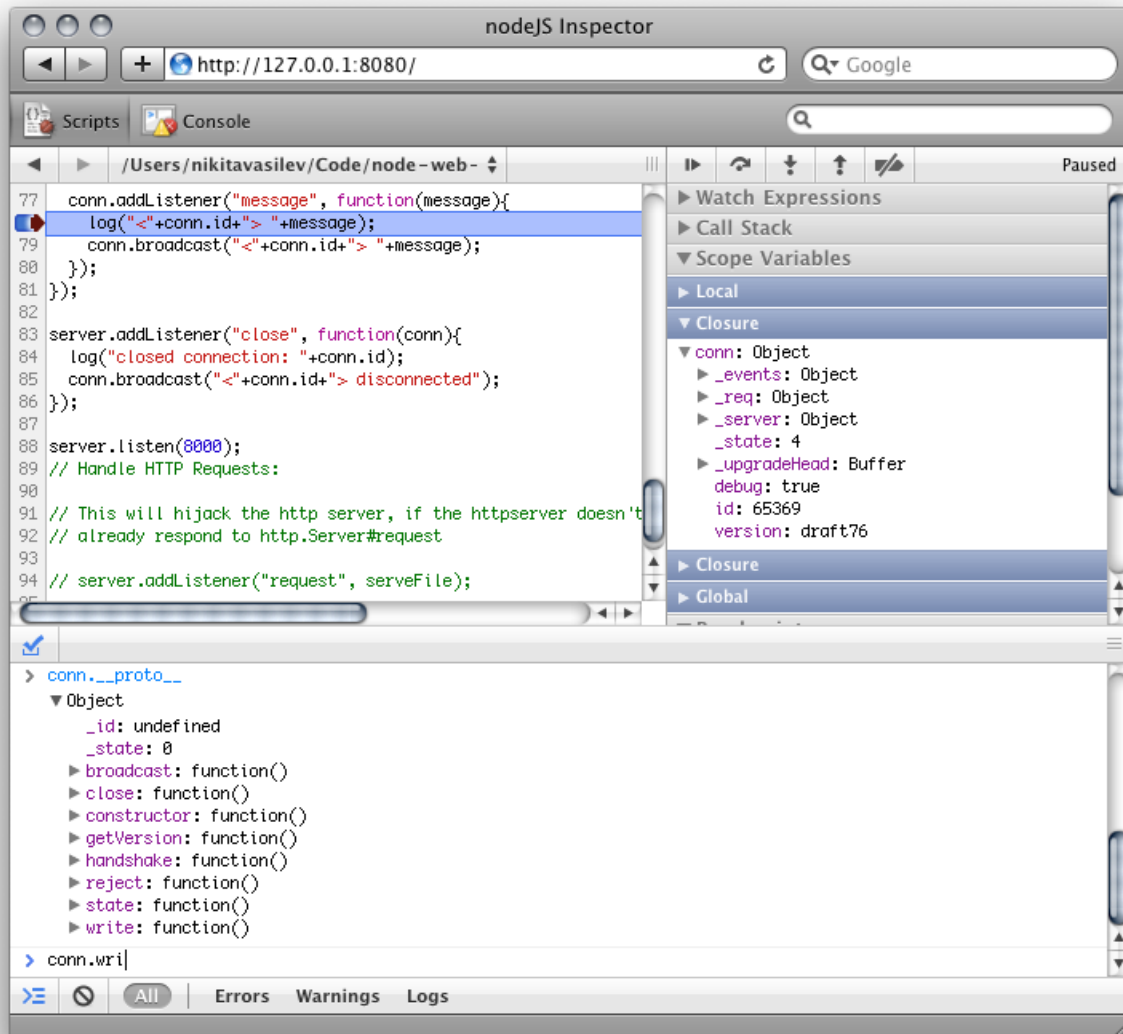 nodeJS Inspector
http://127.0.0.1:8080/
Google
Scripts
Console
/Users/nikitavasilev/Code/node-web-
Paused
77 conn.addListener("message", function(message){
log("<"+conn.id+"> "+message);
79 conn.broadcast("<"+conn.id+"> "+message);
80 });
81 });
82
83 server.addListener("close", function(conn){
84 log("closed connection: "+conn.id);
85 conn.broadcast("<"+conn.id+"> disconnected");
86 });
87
88 server.listen(8000);
89 // Handle HTTP Requests:
90
91 // This will hijack the http server, if the httpserver doesn't
92 // already respond to http.Server#request
93
94 // server.addListener("request", serveFile);
Watch Expressions
Call Stack
Scope Variables
Local
Closure
conn: Object
_events: Object
_req: Object
_server: Object
_state: 4
_upgradeHead: Buffer
debug: true
id: 65369
version: draft76
Closure
Global
> conn.__proto__
Object
_id: undefined
_state: 0
broadcast: function()
close: function()
constructor: function()
getVersion: function()
handshake: function()
reject: function()
state: function()
write: function()
> conn.wri
All
Errors
Warnings
Logs